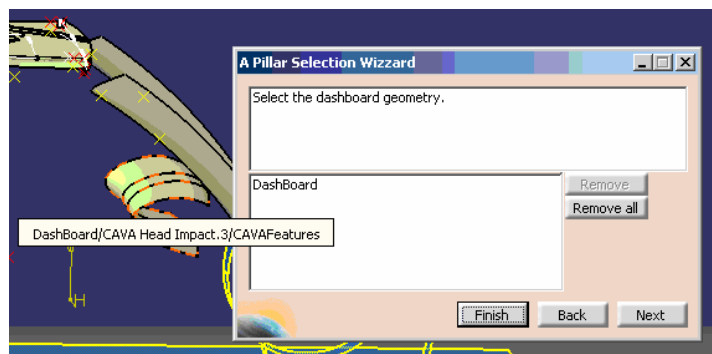 A Pillar Selection Wizzard
Select the dashboard geometry.
DashBoard
Remove
Remove all
DashBoard/CAVA Head Impact.3/CAVAFeatures
H
Finish
Back
Next